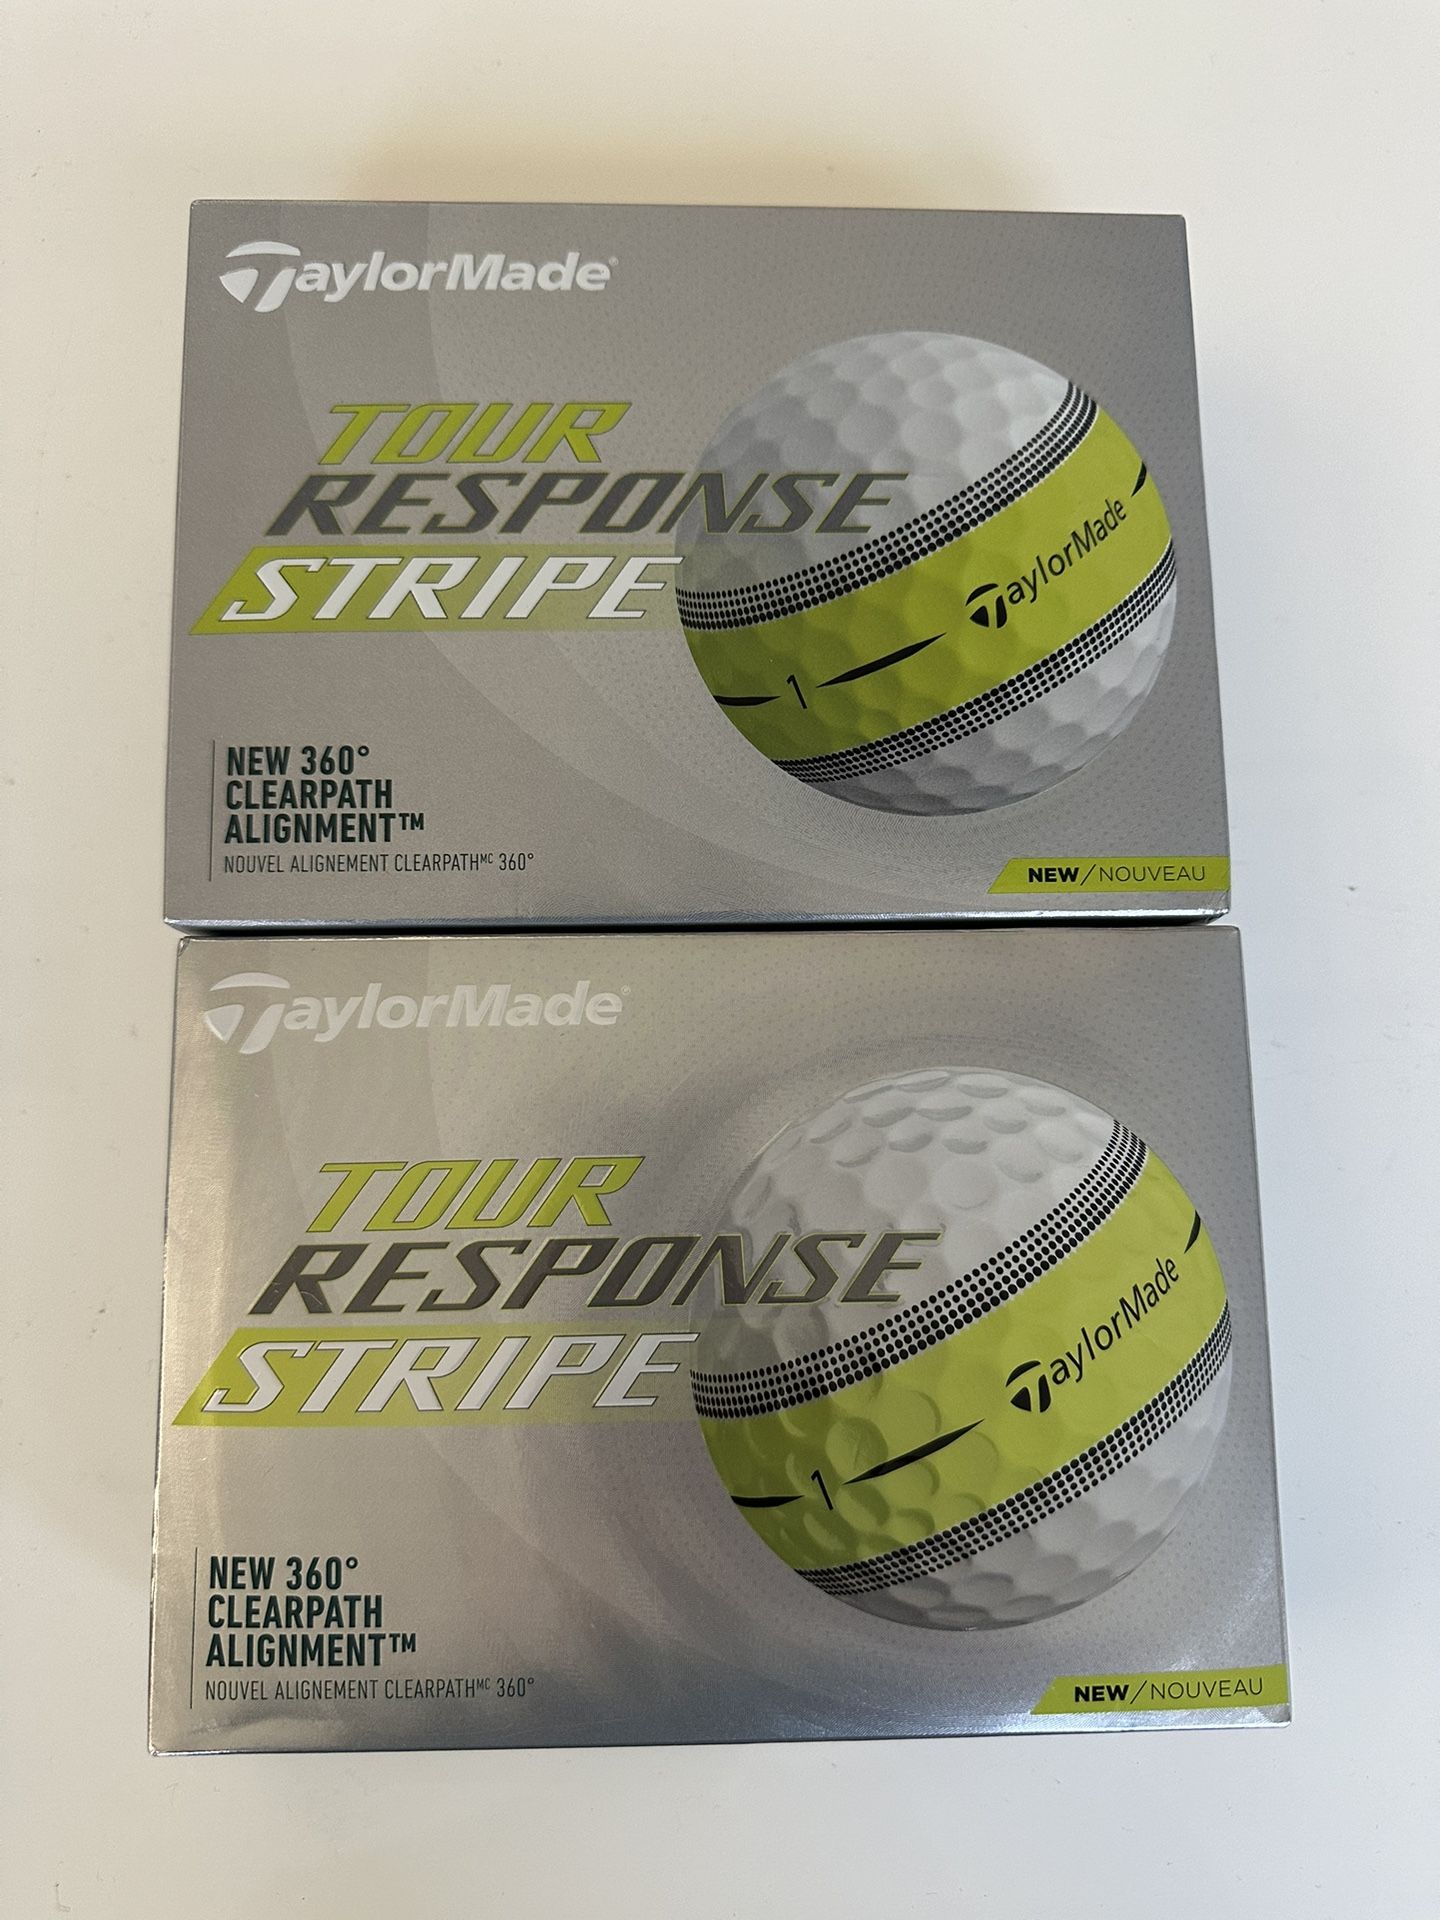 TaylorMade®
TOUR
RESPONSE
STRIPE
TaylorMade
1
NEW 360°
CLEARPATH
ALIGNMENT™
NOUVEL ALIGNEMENT CLEARPATHᴹᶜ 360°
NEW/NOUVEAU
TaylorMade®
TOUR
RESPONSE
STRIPE
TaylorMade
1
NEW 360°
CLEARPATH
ALIGNMENT™
NOUVEL ALIGNEMENT CLEARPATHᴹᶜ 360°
NEW/NOUVEAU